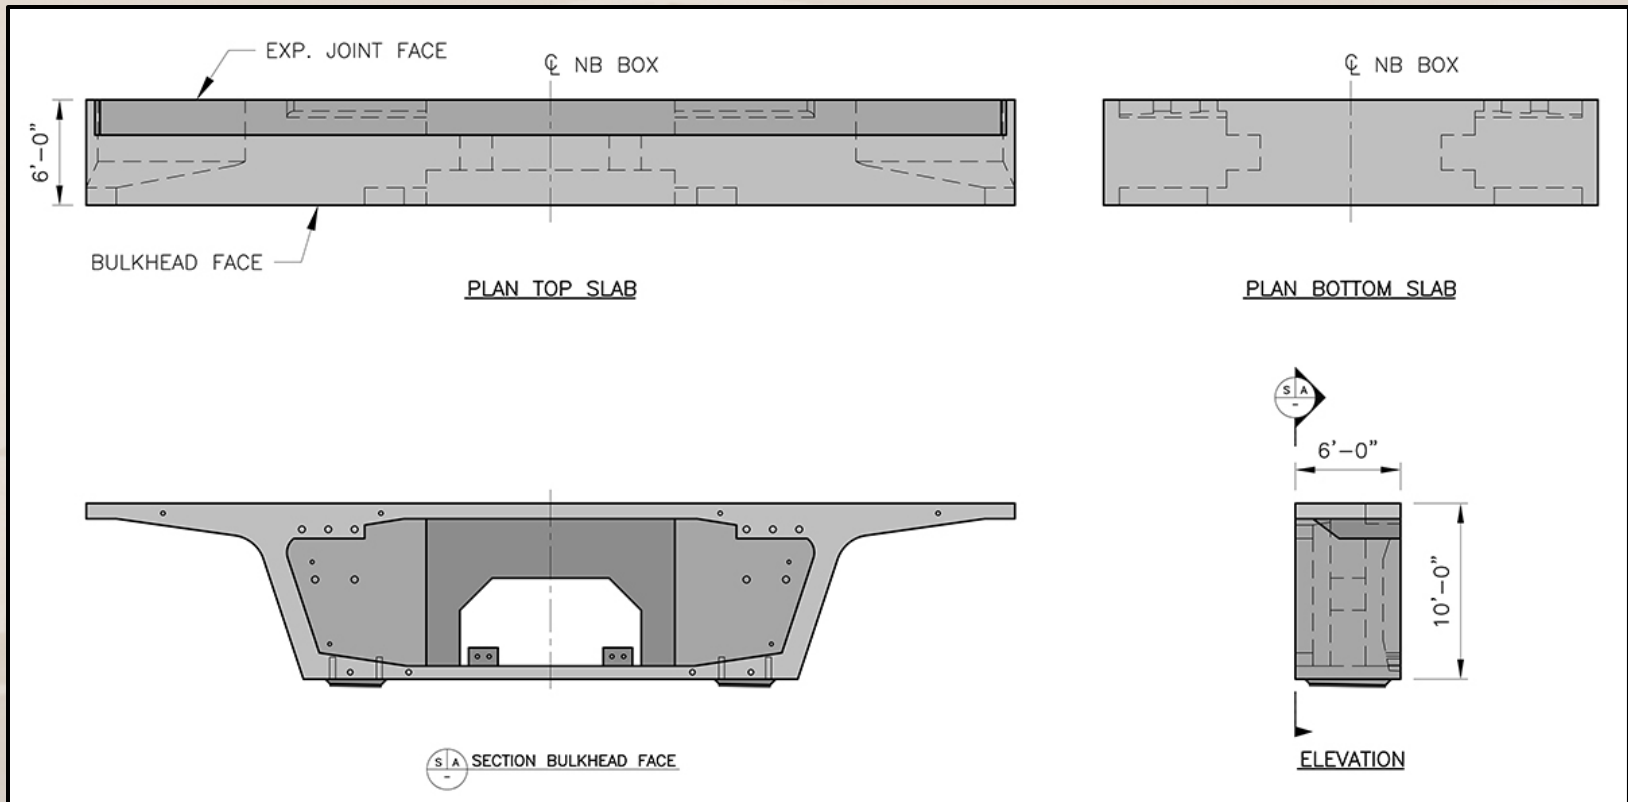 EXP. JOINT FACE
℄ NB BOX
℄ NB BOX
6'-0"
BULKHEAD FACE
PLAN TOP SLAB
PLAN BOTTOM SLAB
S A
-
6'-0"
10'-0"
S A
-
SECTION BULKHEAD FACE
ELEVATION